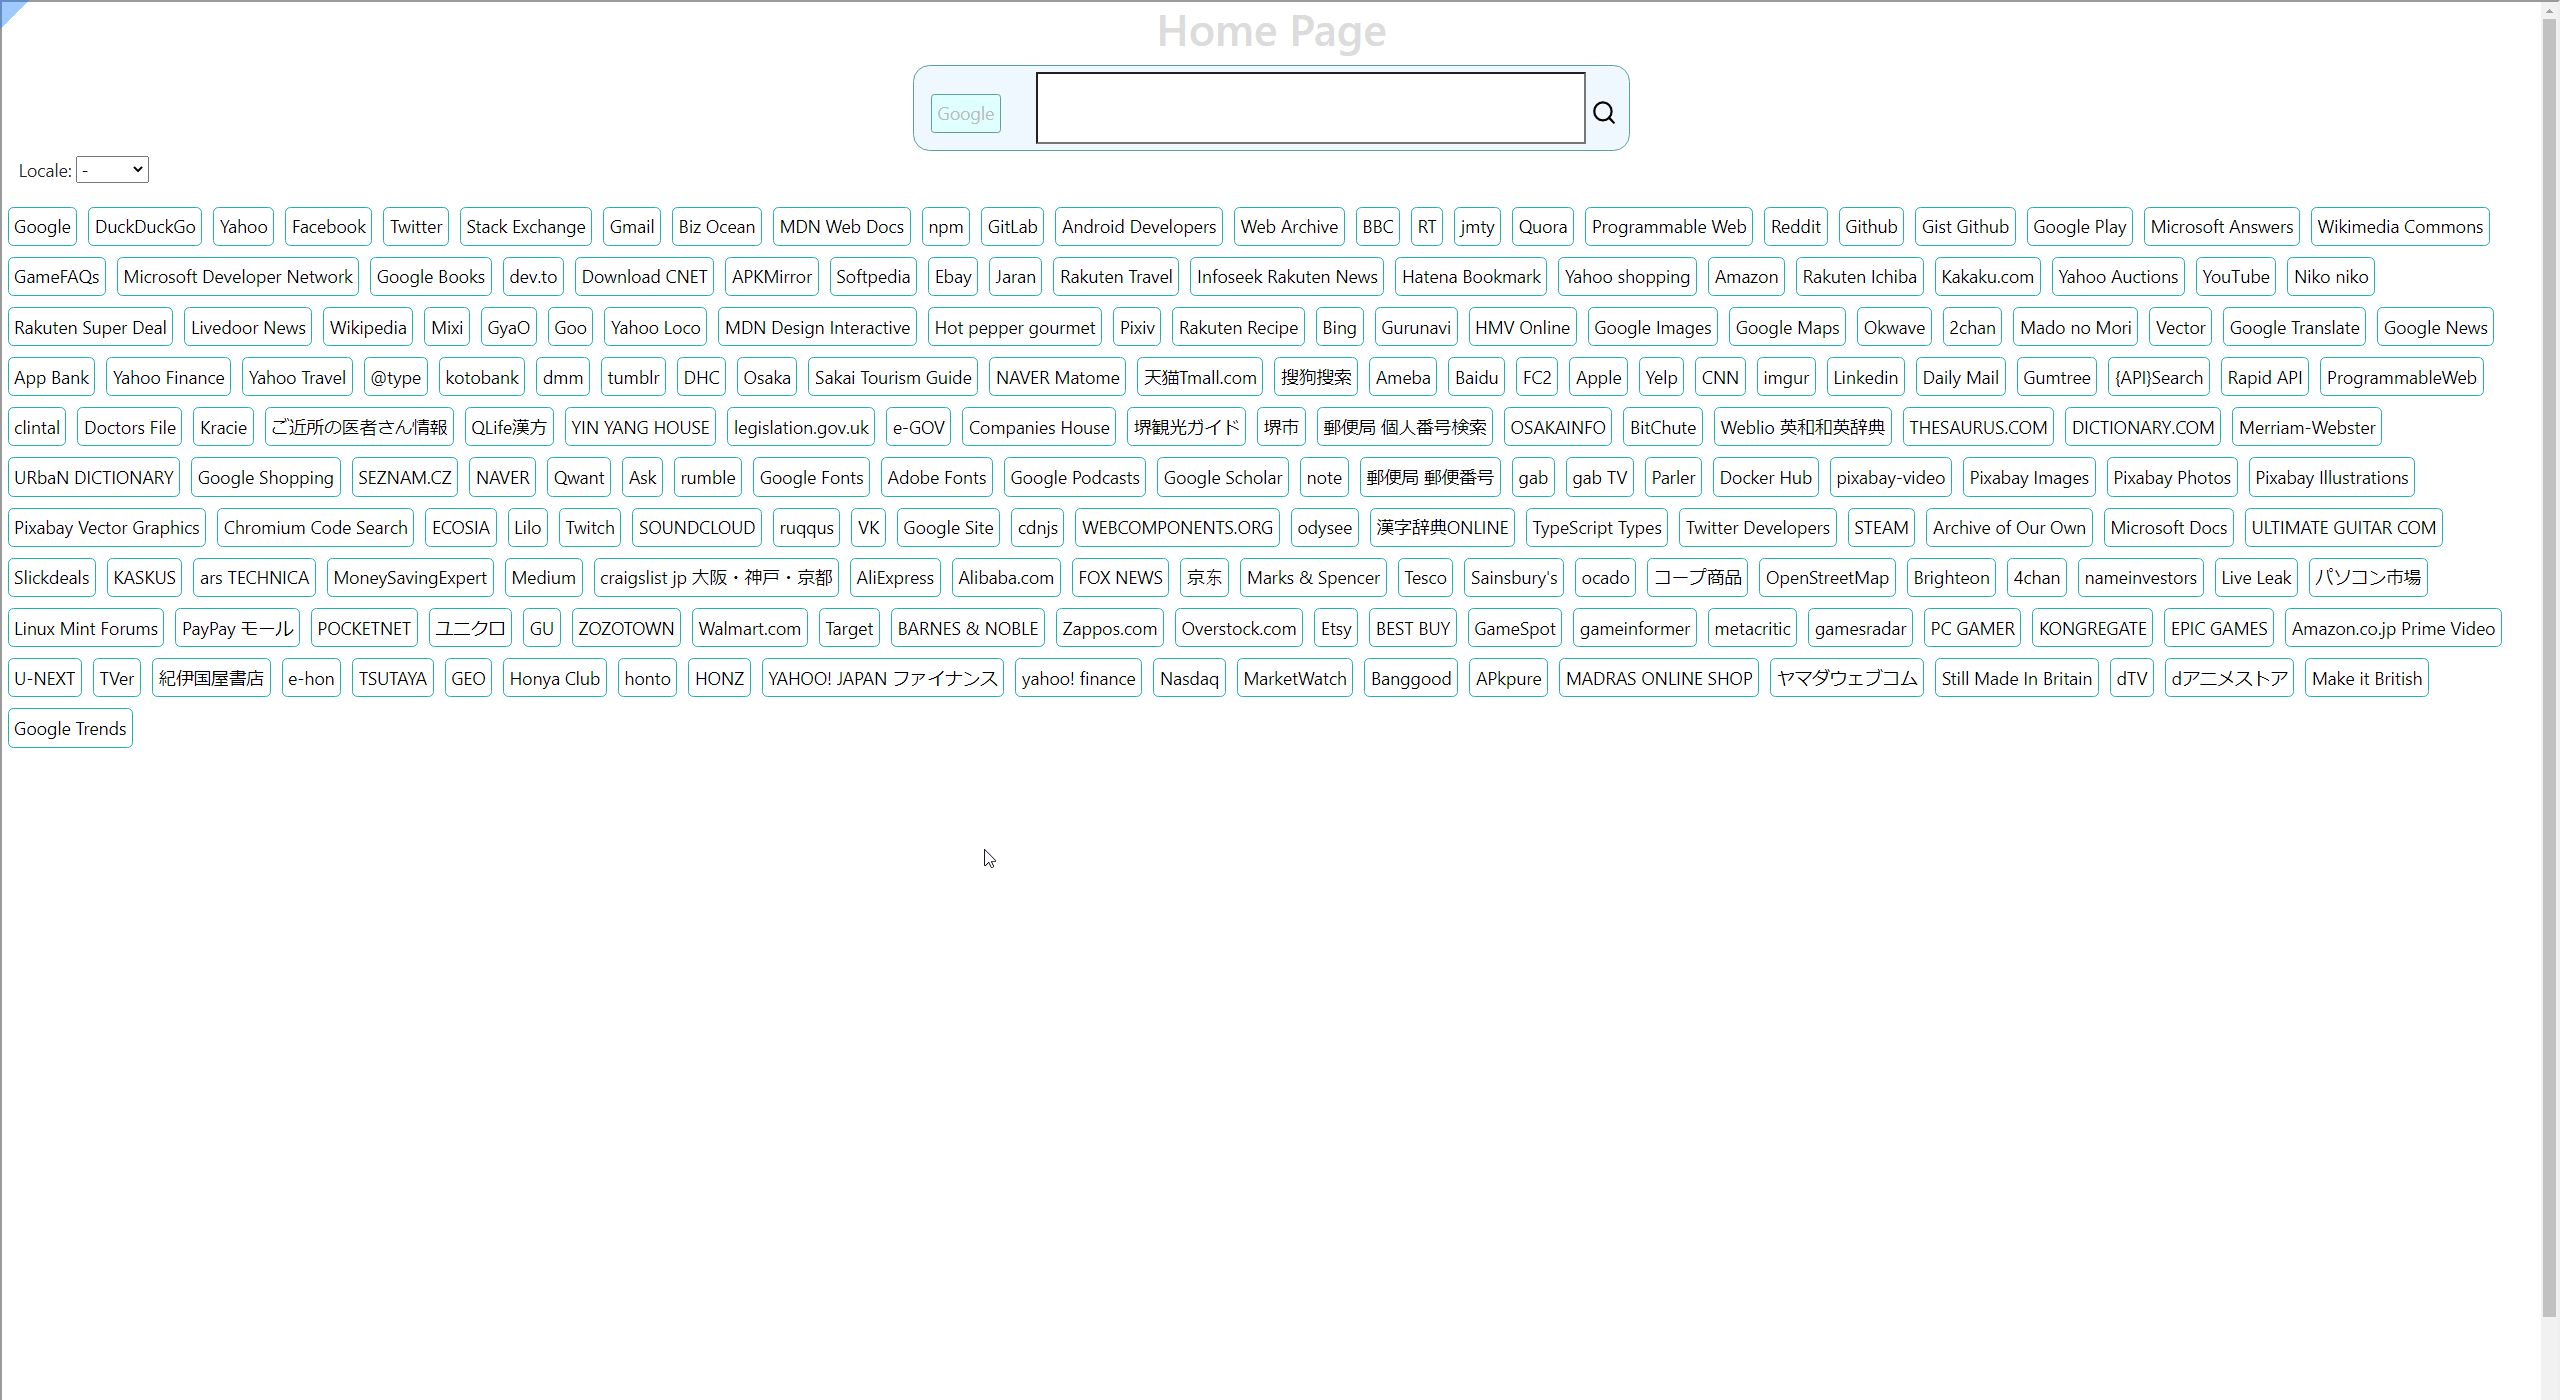 Home Page
Google
Locale: -
Google DuckDuckGo Yahoo Facebook Twitter Stack Exchange Gmail Biz Ocean MDN Web Docs npm GitLab Android Developers Web Archive BBC RT jmty Quora Programmable Web Reddit Github Gist Github Google Play Microsoft Answers Wikimedia Commons
GameFAQs Microsoft Developer Network Google Books dev.to Download CNET APKMirror Softpedia Ebay Jaran Rakuten Travel Infoseek Rakuten News Hatena Bookmark Yahoo shopping Amazon Rakuten Ichiba Kakaku.com Yahoo Auctions YouTube Niko niko
Rakuten Super Deal Livedoor News Wikipedia Mixi GyaO Goo Yahoo Loco MDN Design Interactive Hot pepper gourmet Pixiv Rakuten Recipe Bing Gurunavi HMV Online Google Images Google Maps Okwave 2chan Mado no Mori Vector Google Translate Google News
App Bank Yahoo Finance Yahoo Travel @type kotobank dmm tumblr DHC Osaka Sakai Tourism Guide NAVER Matome 天猫Tmall.com 搜狗搜索 Ameba Baidu FC2 Apple Yelp CNN imgur Linkedin Daily Mail Gumtree {API}Search Rapid API ProgrammableWeb
clintal Doctors File Kracie ご近所の医者さん情報 QLife漢方 YIN YANG HOUSE legislation.gov.uk e-GOV Companies House 堺観光ガイド 堺市 郵便局 個人番号検索 OSAKAINFO BitChute Weblio 英和和英辞典 THESAURUS.COM DICTIONARY.COM Merriam-Webster
URbaN DICTIONARY Google Shopping SEZNAM.CZ NAVER Qwant Ask rumble Google Fonts Adobe Fonts Google Podcasts Google Scholar note 郵便局 郵便番号 gab gab TV Parler Docker Hub pixabay-video Pixabay Images Pixabay Photos Pixabay Illustrations
Pixabay Vector Graphics Chromium Code Search ECOSIA Lilo Twitch SOUNDCLOUD ruqqus VK Google Site cdnjs WEBCOMPONENTS.ORG odysee 漢字辞典ONLINE TypeScript Types Twitter Developers STEAM Archive of Our Own Microsoft Docs ULTIMATE GUITAR COM
Slickdeals KASKUS ars TECHNICA MoneySavingExpert Medium craigslist jp 大阪・神戸・京都 AliExpress Alibaba.com FOX NEWS 京东 Marks & Spencer Tesco Sainsbury's ocado コープ商品 OpenStreetMap Brighteon 4chan nameinvestors Live Leak パソコン市場
Linux Mint Forums PayPay モール POCKETNET ユニクロ GU ZOZOTOWN Walmart.com Target BARNES & NOBLE Zappos.com Overstock.com Etsy BEST BUY GameSpot gameinformer metacritic gamesradar PC GAMER KONGREGATE EPIC GAMES Amazon.co.jp Prime Video
U-NEXT TVer 紀伊国屋書店 e-hon TSUTAYA GEO Honya Club honto HONZ YAHOO! JAPAN ファイナンス yahoo! finance Nasdaq MarketWatch Banggood APkpure MADRAS ONLINE SHOP ヤマダウェブコム Still Made In Britain dTV dアニメストア Make it British
Google Trends